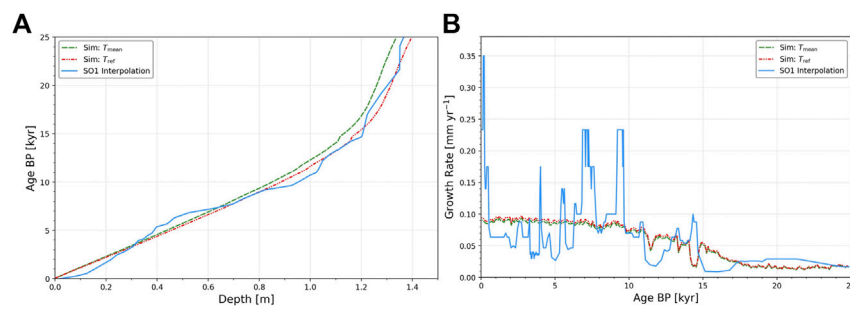 A
Sim: Tmean
Sim: Tref
SO1 Interpolation
Age BP [kyr]
25
20
15
10
5
0
0.0 0.2 0.4 0.6 0.8 1.0 1.2 1.4
Depth [m]
B
Sim: Tmean
Sim: Tref
SO1 Interpolation
Growth Rate [mm yr⁻¹]
0.35
0.30
0.25
0.20
0.15
0.10
0.05
0.00
0 5 10 15 20 25
Age BP [kyr]